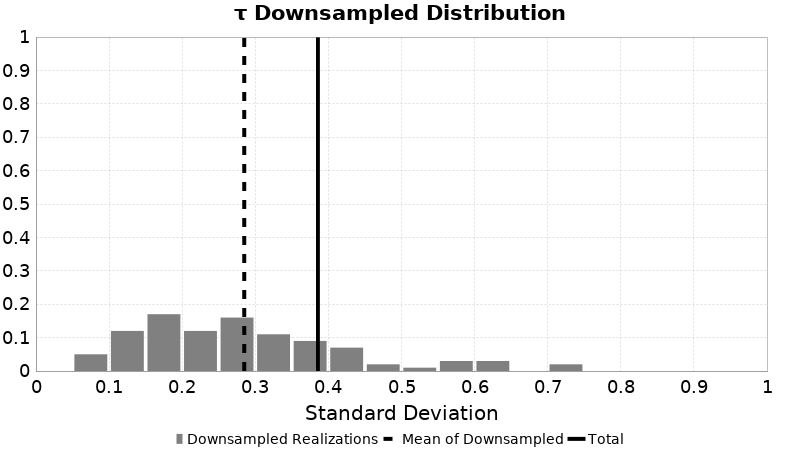 τ Downsampled Distribution
1
0.9
0.8
0.7
0.6
0.5
0.4
0.3
0.2
0.1
0
0 0.1 0.2 0.3 0.4 0.5 0.6 0.7 0.8 0.9 1
Standard Deviation
Downsampled Realizations Mean of Downsampled Total